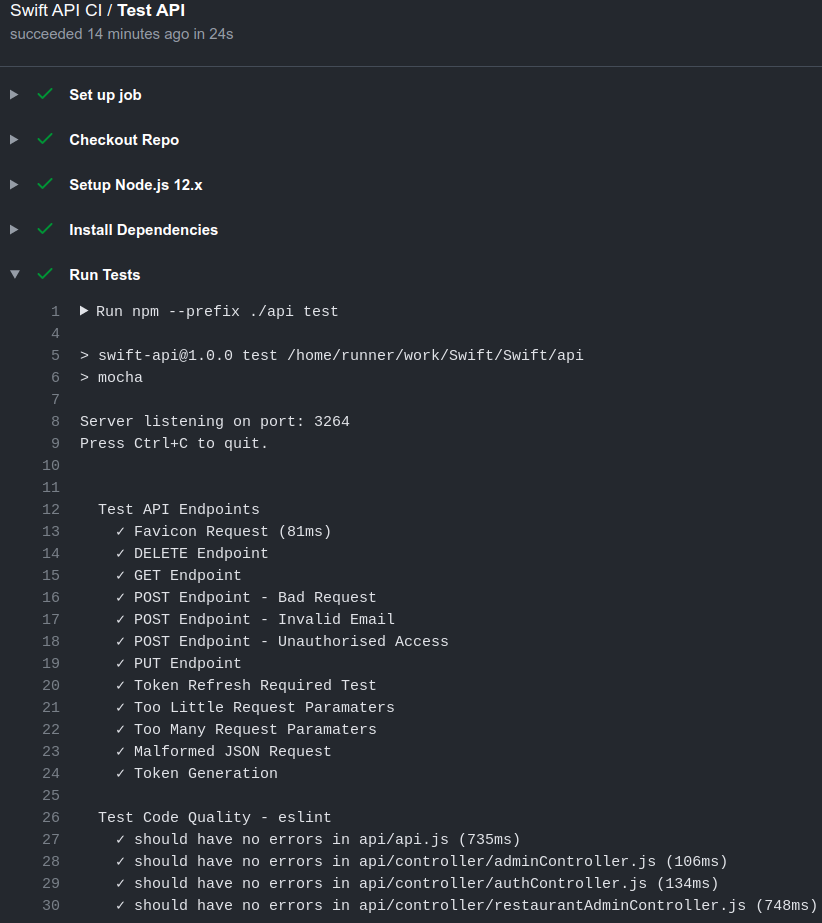 Swift API CI / Test API
succeeded 14 minutes ago in 24s
Set up job
Checkout Repo
Setup Node.js 12.x
Install Dependencies
Run Tests
1 Run npm --prefix ./api test
4
5 > swift-api@1.0.0 test /home/runner/work/Swift/Swift/api
6 > mocha
7
8 Server listening on port: 3264
9 Press Ctrl+C to quit.
10
11
12 Test API Endpoints
13 ✓ Favicon Request (81ms)
14 ✓ DELETE Endpoint
15 ✓ GET Endpoint
16 ✓ POST Endpoint - Bad Request
17 ✓ POST Endpoint - Invalid Email
18 ✓ POST Endpoint - Unauthorised Access
19 ✓ PUT Endpoint
20 ✓ Token Refresh Required Test
21 ✓ Too Little Request Paramaters
22 ✓ Too Many Request Paramaters
23 ✓ Malformed JSON Request
24 ✓ Token Generation
25
26 Test Code Quality - eslint
27 ✓ should have no errors in api/api.js (735ms)
28 ✓ should have no errors in api/controller/adminController.js (106ms)
29 ✓ should have no errors in api/controller/authController.js (134ms)
30 ✓ should have no errors in api/controller/restaurantAdminController.js (748ms)